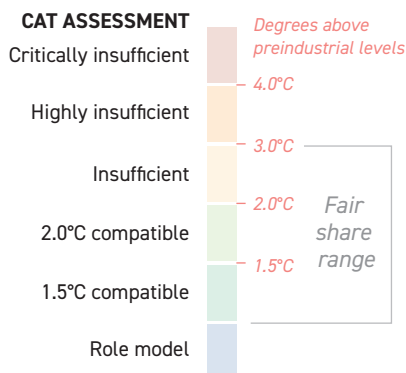 CAT ASSESSMENT
Degrees above
preindustrial levels
Critically insufficient
4.0°C
Highly insufficient
3.0°C
Insufficient
2.0°C
Fair
share
range
2.0°C compatible
1.5°C
1.5°C compatible
Role model